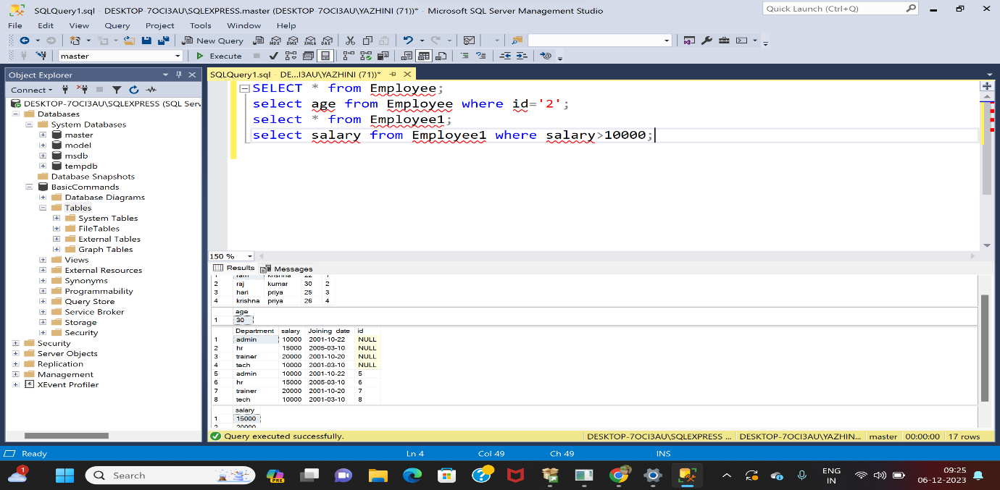 SQLQuery1.sql - DESKTOP-7OCI3AU\SQLEXPRESS.master (DESKTOP-7OCI3AU\YAZHINI (71))* - Microsoft SQL Server Management Studio
Quick Launch (Ctrl+Q)
File Edit View Query Project Tools Window Help
New Query MDX DMX XMLA DAX
master Execute
Object Explorer
SQLQuery1.sql - DE...I3AU\YAZHINI (71))*
Connect
DESKTOP-7OCI3AU\SQLEXPRESS (SQL Serv
Databases
System Databases
master
model
msdb
tempdb
Database Snapshots
BasicCommands
Database Diagrams
Tables
System Tables
FileTables
External Tables
Graph Tables
Views
External Resources
Synonyms
Programmability
Query Store
Service Broker
Storage
Security
Security
Server Objects
Replication
Management
XEvent Profiler
SELECT * from Employee;
select age from Employee where id='2';
select * from Employee1;
select salary from Employee1 where salary>10000;
150 %
Results Messages
1 ram krishna 22 1
2 raj kumar 30 2
3 hari priya 25 3
4 krishna priya 26 4
age
1 30
Department salary Joining_date id
1 admin 10000 2001-10-22 NULL
2 hr 15000 2005-03-10 NULL
3 trainer 20000 2001-10-20 NULL
4 tech 10000 2001-03-10 NULL
5 admin 10000 2001-10-22 5
6 hr 15000 2005-03-10 6
7 trainer 20000 2001-10-20 7
8 tech 10000 2001-03-10 8
salary
1 15000
2 20000
Query executed successfully. DESKTOP-7OCI3AU\SQLEXPRESS ... DESKTOP-7OCI3AU\YAZHIN... master 00:00:00 17 rows
Ready Ln 4 Col 49 Ch 49 INS
1 Search PRE ENG 09:25
IN 06-12-2023